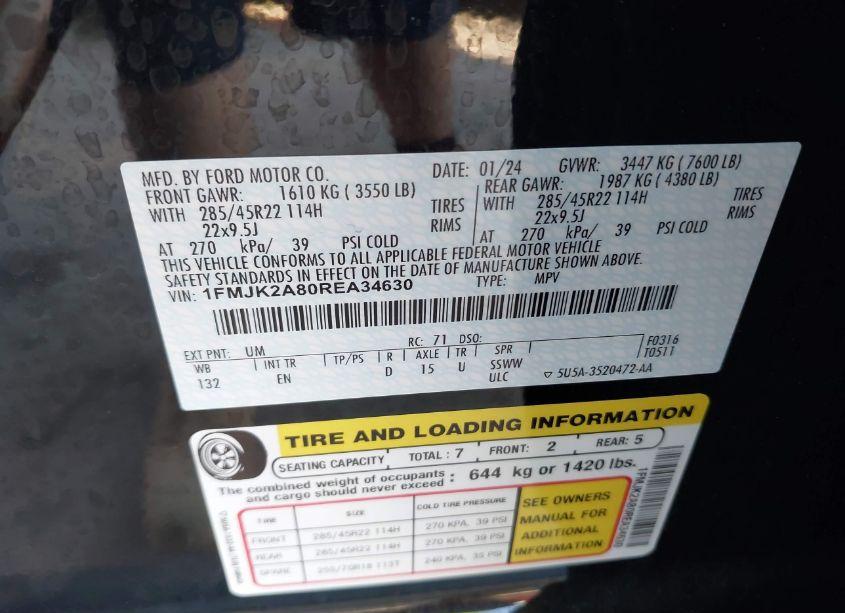 MFD. BY FORD MOTOR CO. DATE: 01/24 GVWR: 3447 KG ( 7600 LB)
FRONT GAWR: 1610 KG ( 3550 LB) REAR GAWR: 1987 KG ( 4380 LB)
WITH 285/45R22 114H TIRES WITH 285/45R22 114H TIRES
22x9.5J RIMS 22x9.5J RIMS
AT 270 kPa/ 39 PSI COLD AT 270 kPa/ 39 PSI COLD
THIS VEHICLE CONFORMS TO ALL APPLICABLE FEDERAL MOTOR VEHICLE
SAFETY STANDARDS IN EFFECT ON THE DATE OF MANUFACTURE SHOWN ABOVE.
VIN: 1FMJK2A80REA34630 TYPE: MPV
EXT PNT: UM RC: 71 DSO: F0316
WB INT TR TP/PS R AXLE TR SPR T0511
132 EN D 15 U SSWW
ULC ▽ 5U5A-3520472-AA
TIRE AND LOADING INFORMATION
SEATING CAPACITY TOTAL : 7 FRONT: 2 REAR: 5
The combined weight of occupants
and cargo should never exceed : 644 kg or 1420 lbs.
TIRE SIZE COLD TIRE PRESSURE
FRONT 285/45R22 114H 270 KPA, 39 PSI
REAR 285/45R22 114H 270 KPA, 39 PSI
SPARE 255/70R18 113T 240 KPA, 35 PSI
SEE OWNERS
MANUAL FOR
ADDITIONAL
INFORMATION
1FMJK2A80REA34630